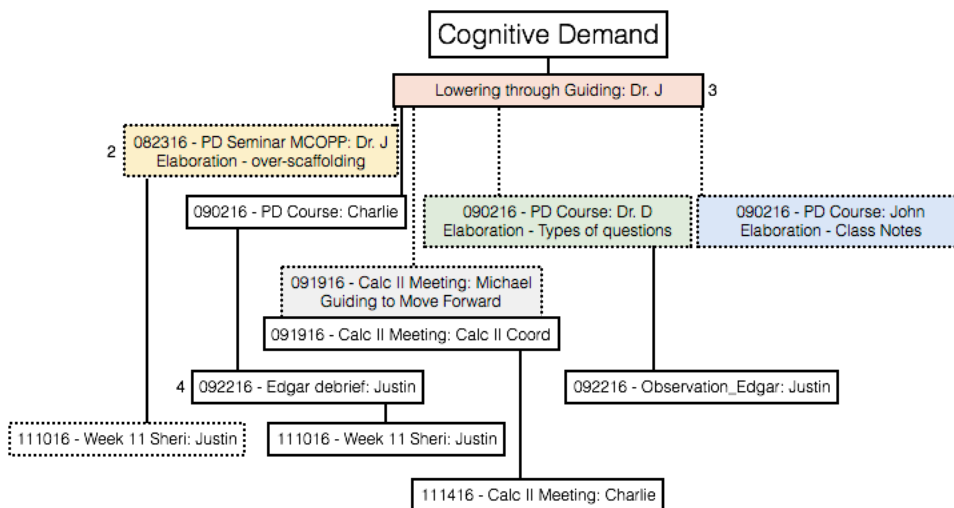 Cognitive Demand
Lowering through Guiding: Dr. J
3
2
082316 - PD Seminar MCOPP: Dr. J
Elaboration - over-scaffolding
090216 - PD Course: Charlie
090216 - PD Course: Dr. D
Elaboration - Types of questions
090216 - PD Course: John
Elaboration - Class Notes
091916 - Calc II Meeting: Michael
Guiding to Move Forward
091916 - Calc II Meeting: Calc II Coord
4
092216 - Edgar debrief: Justin
092216 - Observation_Edgar: Justin
111016 - Week 11 Sheri: Justin
111016 - Week 11 Sheri: Justin
111416 - Calc II Meeting: Charlie